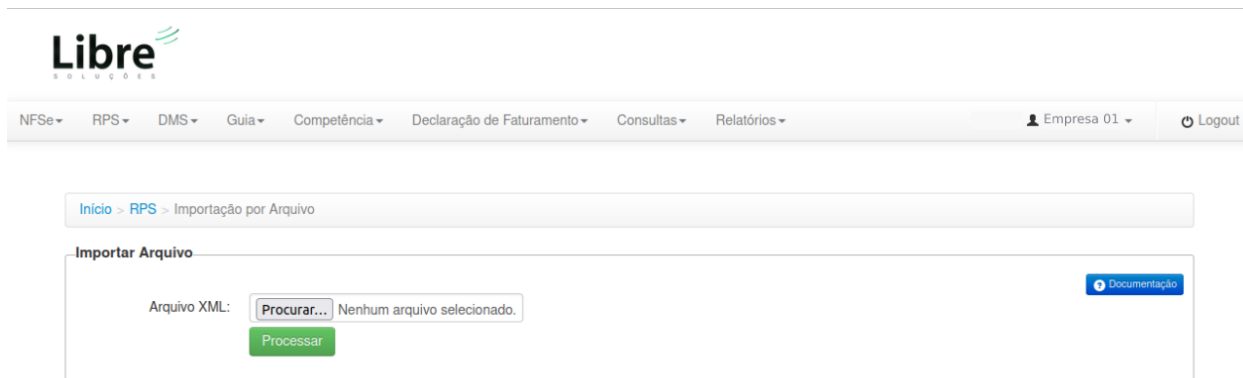 Libre
SOLUÇÕES
NFSe RPS DMS Guia Competência Declaração de Faturamento Consultas Relatórios Empresa 01 Logout
Início > RPS > Importação por Arquivo
Importar Arquivo
Documentação
Arquivo XML: Procurar... Nenhum arquivo selecionado.
Processar